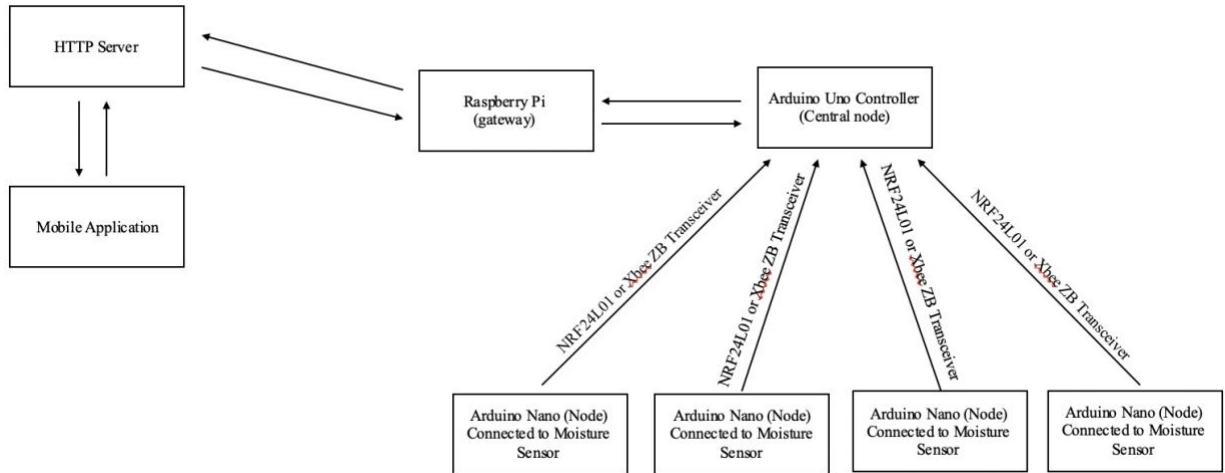 HTTP Server
Raspberry Pi
(gateway)
Arduino Uno Controller
(Central node)
Mobile Application
NRF24L01 or Xbee ZB Transceiver
NRF24L01 or Xbee ZB Transceiver
NRF24L01 or Xbee ZB Transceiver
NRF24L01 or Xbee ZB Transceiver
Arduino Nano (Node)
Connected to Moisture
Sensor
Arduino Nano (Node)
Connected to Moisture
Sensor
Arduino Nano (Node)
Connected to Moisture
Sensor
Arduino Nano (Node)
Connected to Moisture
Sensor